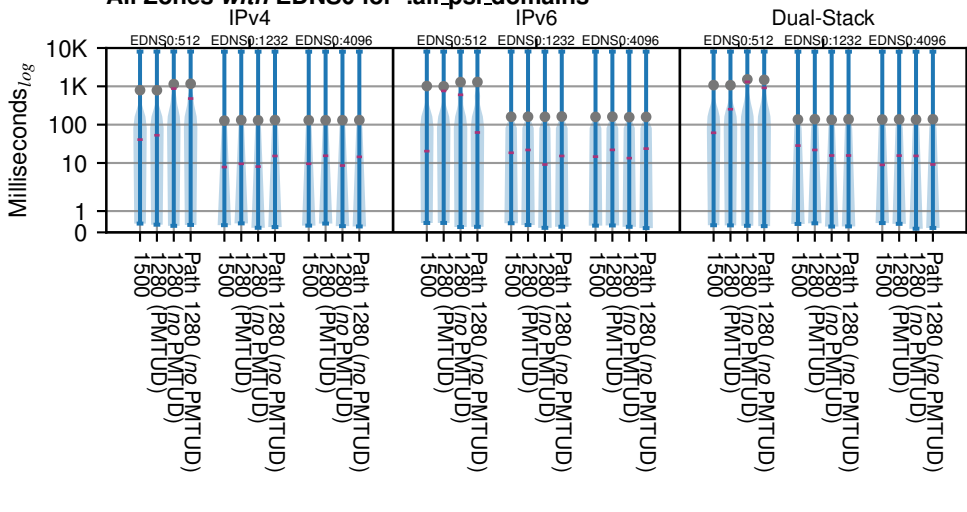 All Zones with EDNS0 for *.all_psl_domains
IPv4 IPv6 Dual-Stack
EDNS0:512 EDNS0:1232 EDNS0:4096 EDNS0:512 EDNS0:1232 EDNS0:4096 EDNS0:512 EDNS0:1232 EDNS0:4096
Milliseconds log
10K
1K
100
10
1
0
1500
1280 (PMTUD)
1280 (no PMTUD)
Path 1280 (no PMTUD)
1500
1280 (PMTUD)
1280 (no PMTUD)
Path 1280 (no PMTUD)
1500
1280 (PMTUD)
1280 (no PMTUD)
Path 1280 (no PMTUD)
1500
1280 (PMTUD)
1280 (no PMTUD)
Path 1280 (no PMTUD)
1500
1280 (PMTUD)
1280 (no PMTUD)
Path 1280 (no PMTUD)
1500
1280 (PMTUD)
1280 (no PMTUD)
Path 1280 (no PMTUD)
1500
1280 (PMTUD)
1280 (no PMTUD)
Path 1280 (no PMTUD)
1500
1280 (PMTUD)
1280 (no PMTUD)
Path 1280 (no PMTUD)
1500
1280 (PMTUD)
1280 (no PMTUD)
Path 1280 (no PMTUD)